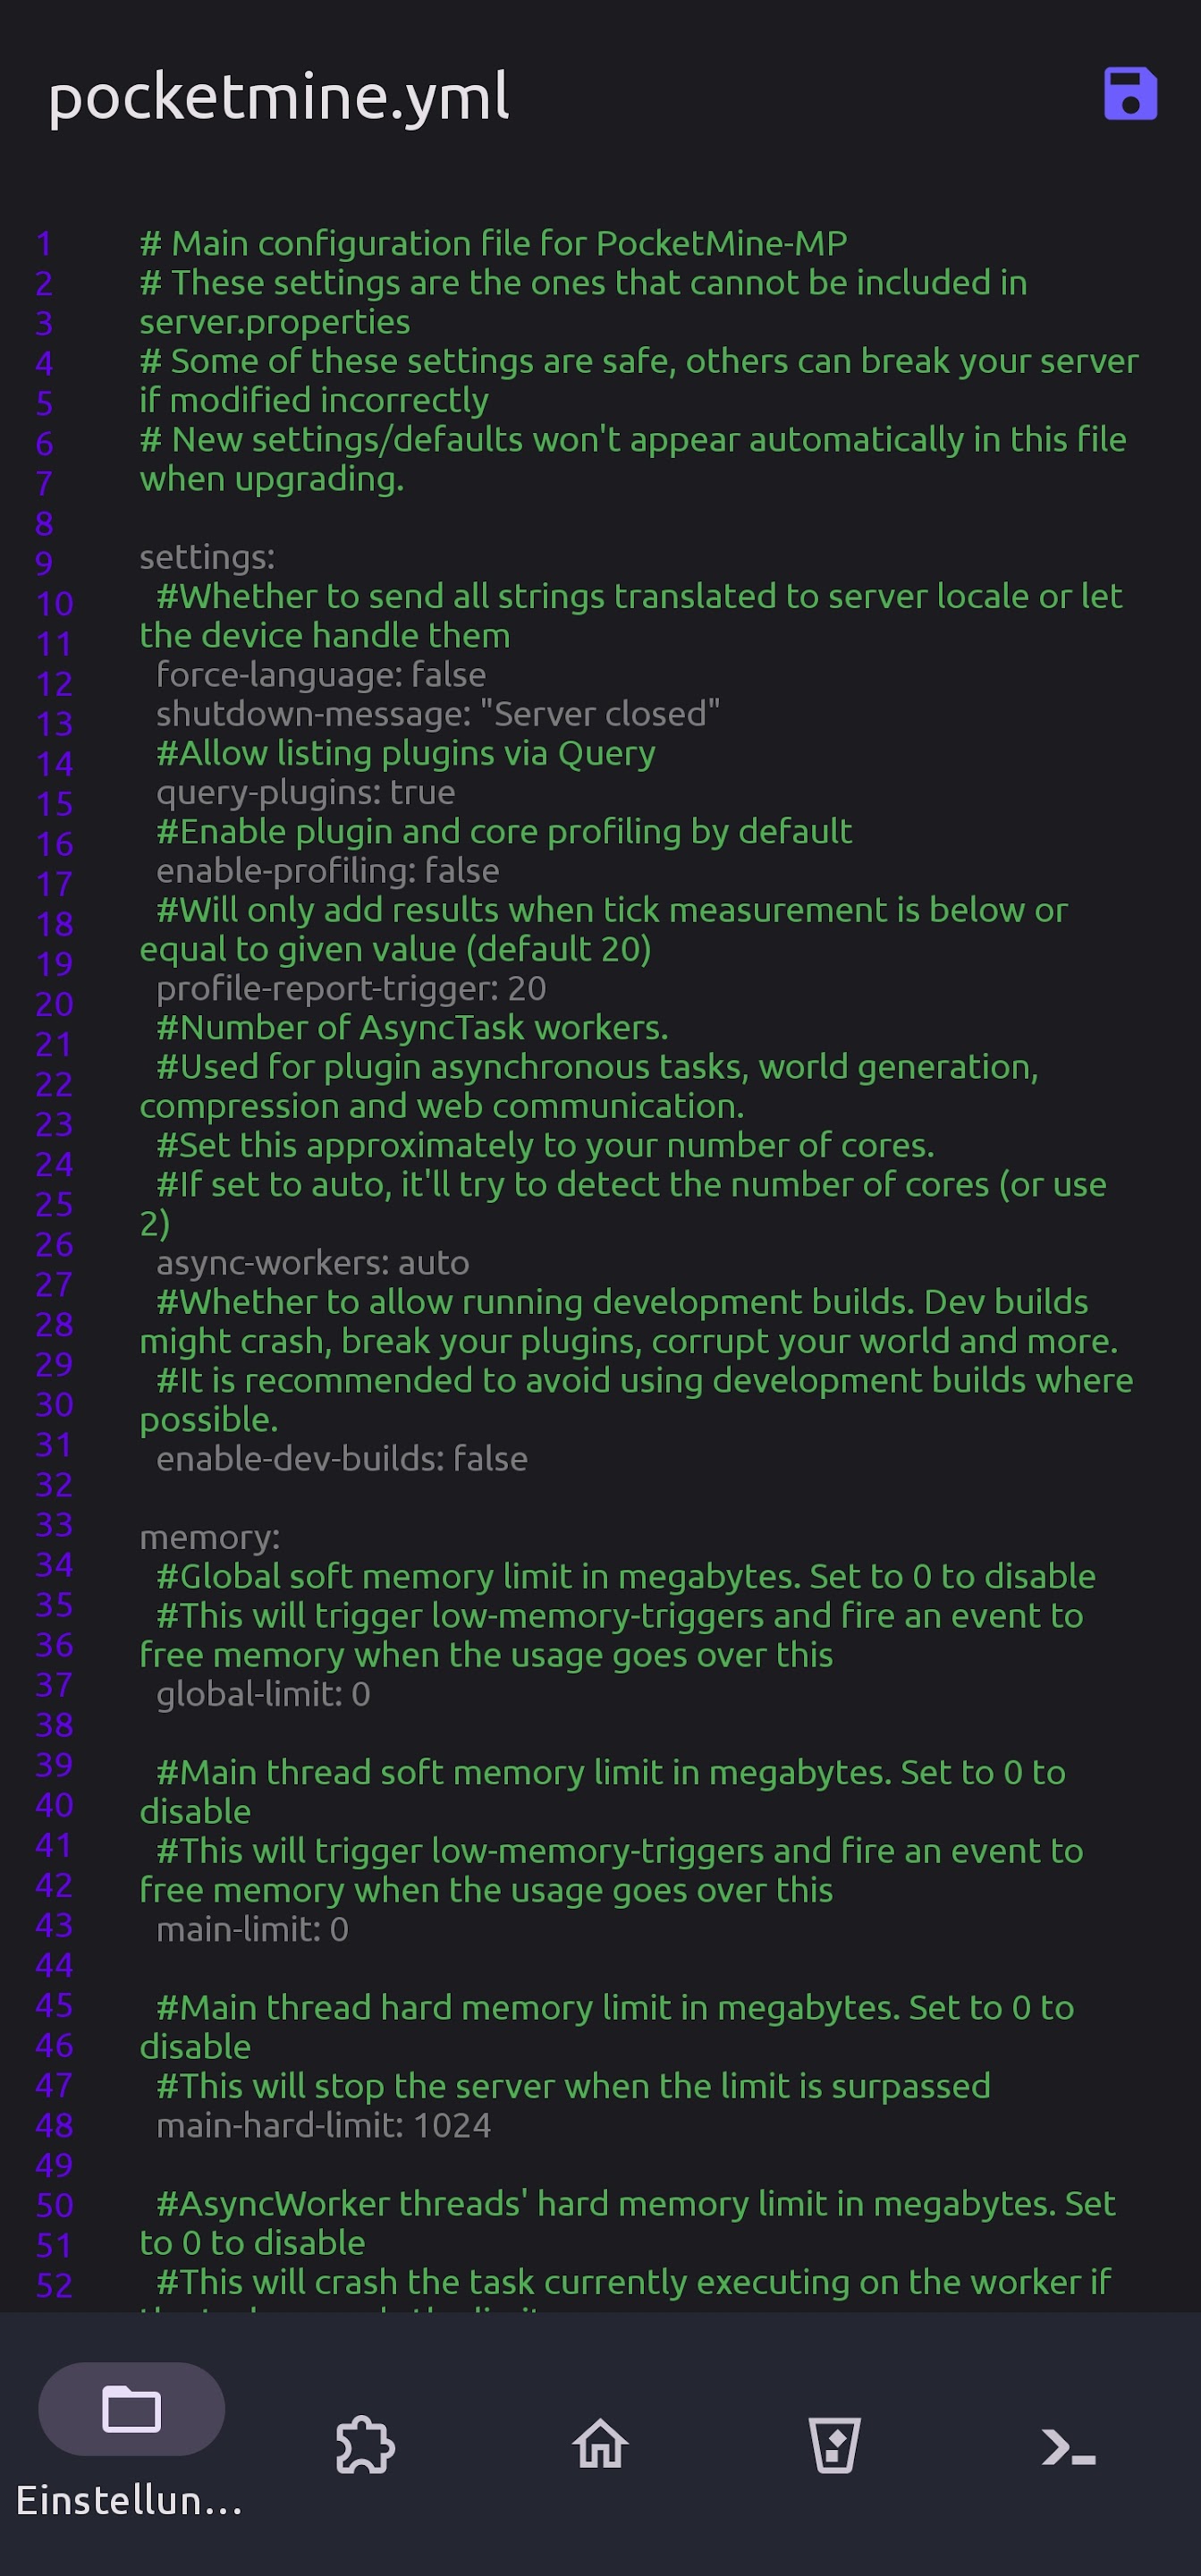 pocketmine.yml
1
2
3
4
5
6
7
8
9
10
11
12
13
14
15
16
17
18
19
20
21
22
23
24
25
26
27
28
29
30
31
32
33
34
35
36
37
38
39
40
41
42
43
44
45
46
47
48
49
50
51
52
# Main configuration file for PocketMine-MP
# These settings are the ones that cannot be included in
server.properties
# Some of these settings are safe, others can break your server
if modified incorrectly
# New settings/defaults won't appear automatically in this file
when upgrading.
settings:
#Whether to send all strings translated to server locale or let
the device handle them
force-language: false
shutdown-message: "Server closed"
#Allow listing plugins via Query
query-plugins: true
#Enable plugin and core profiling by default
enable-profiling: false
#Will only add results when tick measurement is below or
equal to given value (default 20)
profile-report-trigger: 20
#Number of AsyncTask workers.
#Used for plugin asynchronous tasks, world generation,
compression and web communication.
#Set this approximately to your number of cores.
#If set to auto, it'll try to detect the number of cores (or use
2)
async-workers: auto
#Whether to allow running development builds. Dev builds
might crash, break your plugins, corrupt your world and more.
#It is recommended to avoid using development builds where
possible.
enable-dev-builds: false
memory:
#Global soft memory limit in megabytes. Set to 0 to disable
#This will trigger low-memory-triggers and fire an event to
free memory when the usage goes over this
global-limit: 0
#Main thread soft memory limit in megabytes. Set to 0 to
disable
#This will trigger low-memory-triggers and fire an event to
free memory when the usage goes over this
main-limit: 0
#Main thread hard memory limit in megabytes. Set to 0 to
disable
#This will stop the server when the limit is surpassed
main-hard-limit: 1024
#AsyncWorker threads' hard memory limit in megabytes. Set
to 0 to disable
#This will crash the task currently executing on the worker if
Einstellun...